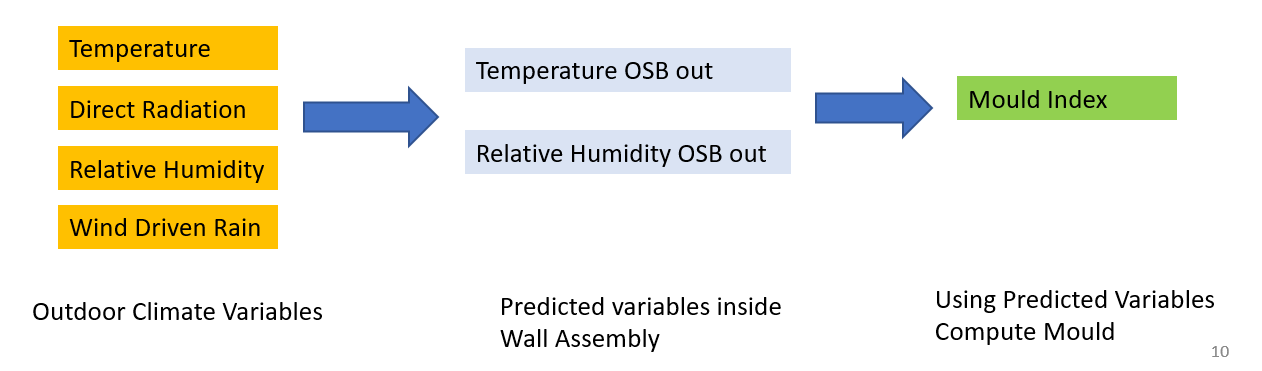 Temperature
Direct Radiation
Relative Humidity
Wind Driven Rain
Outdoor Climate Variables
Temperature OSB out
Relative Humidity OSB out
Predicted variables inside
Wall Assembly
Mould Index
Using Predicted Variables
Compute Mould
10